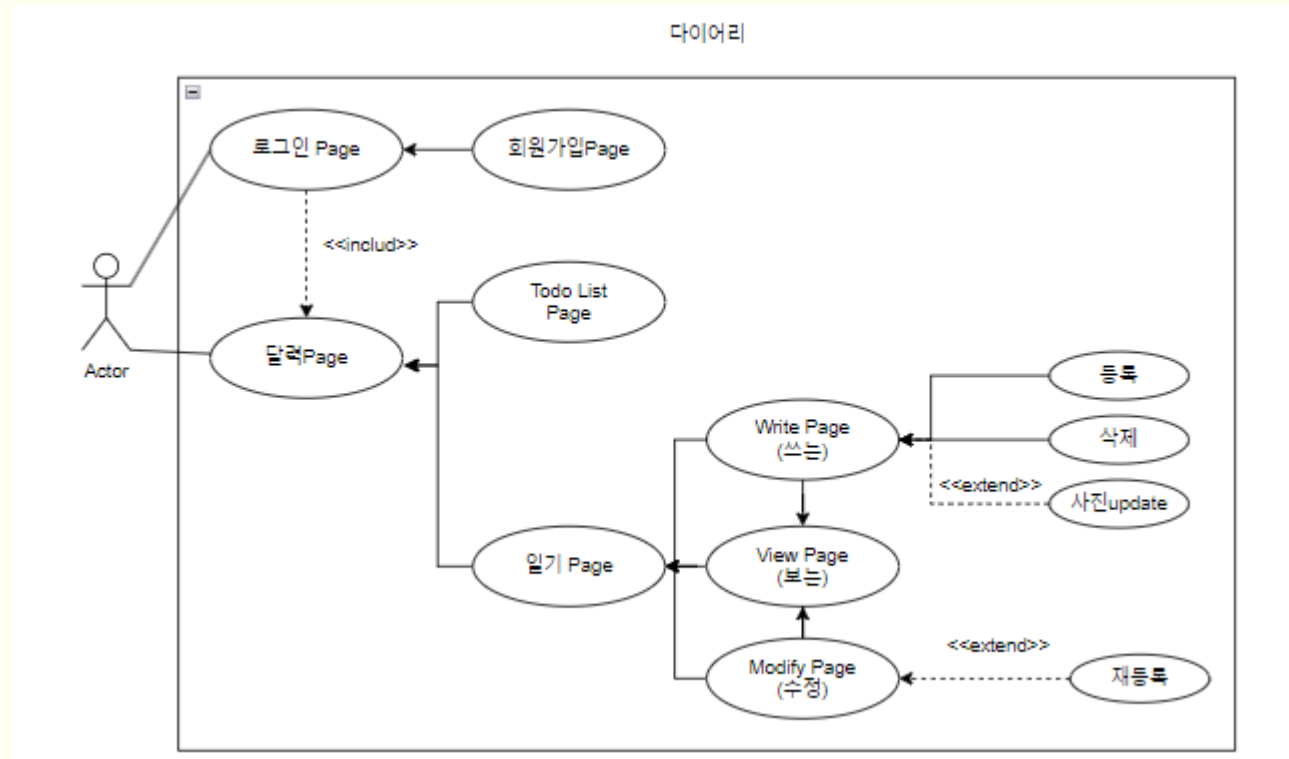 다이어리
로그인 Page
회원가입Page
<<includ>>
Todo List
Page
달력Page
Actor
등록
Write Page
(쓰는)
삭제
<<extend>>
사진update
일기 Page
View Page
(보는)
<<extend>>
Modify Page
(수정)
재등록